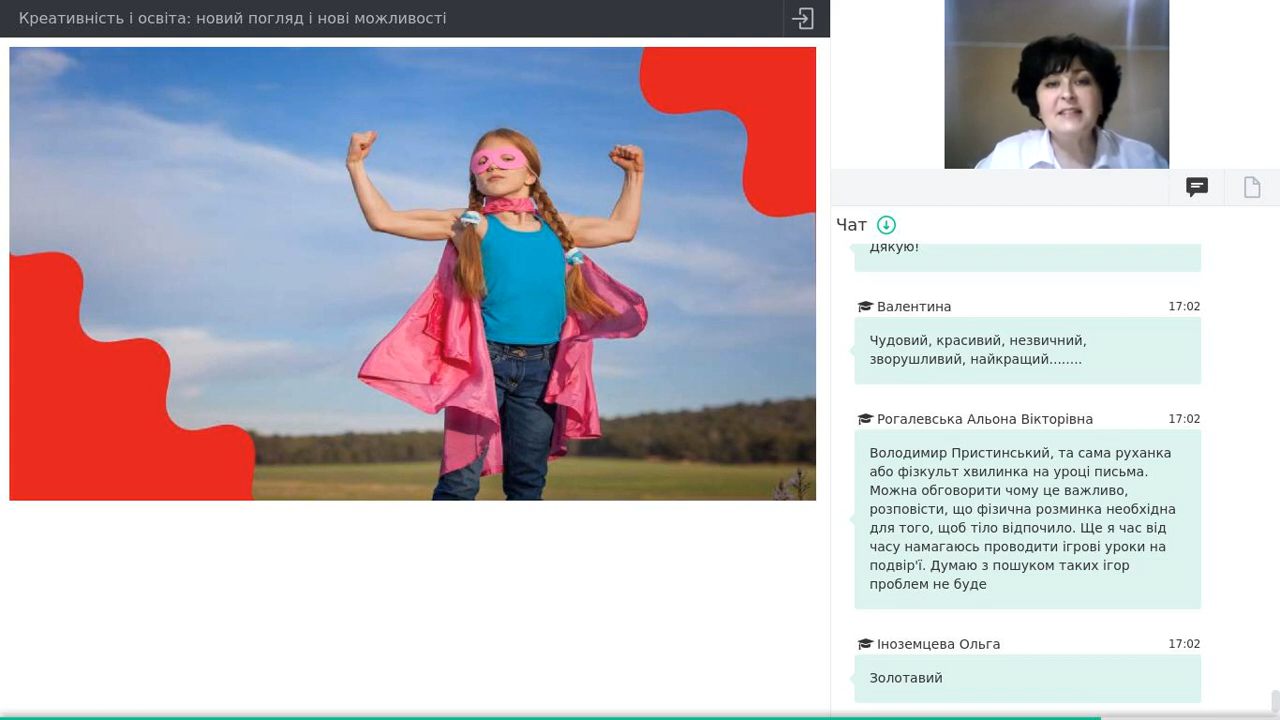 Креативність і освіта: новий погляд і нові можливості
Чат
Дякую!
Валентина 17:02
Чудовий, красивий, незвичний,
зворушливий, найкращий........
Рогалевська Альона Вікторівна 17:02
Володимир Пристинський, та сама руханка
або фізкульт хвилинка на уроці письма.
Можна обговорити чому це важливо,
розповісти, що фізична розминка необхідна
для того, щоб тіло відпочило. Ще я час від
часу намагаюсь проводити ігрові уроки на
подвір'ї. Думаю з пошуком таких ігор
проблем не буде
Іноземцева Ольга 17:02
Золотавий